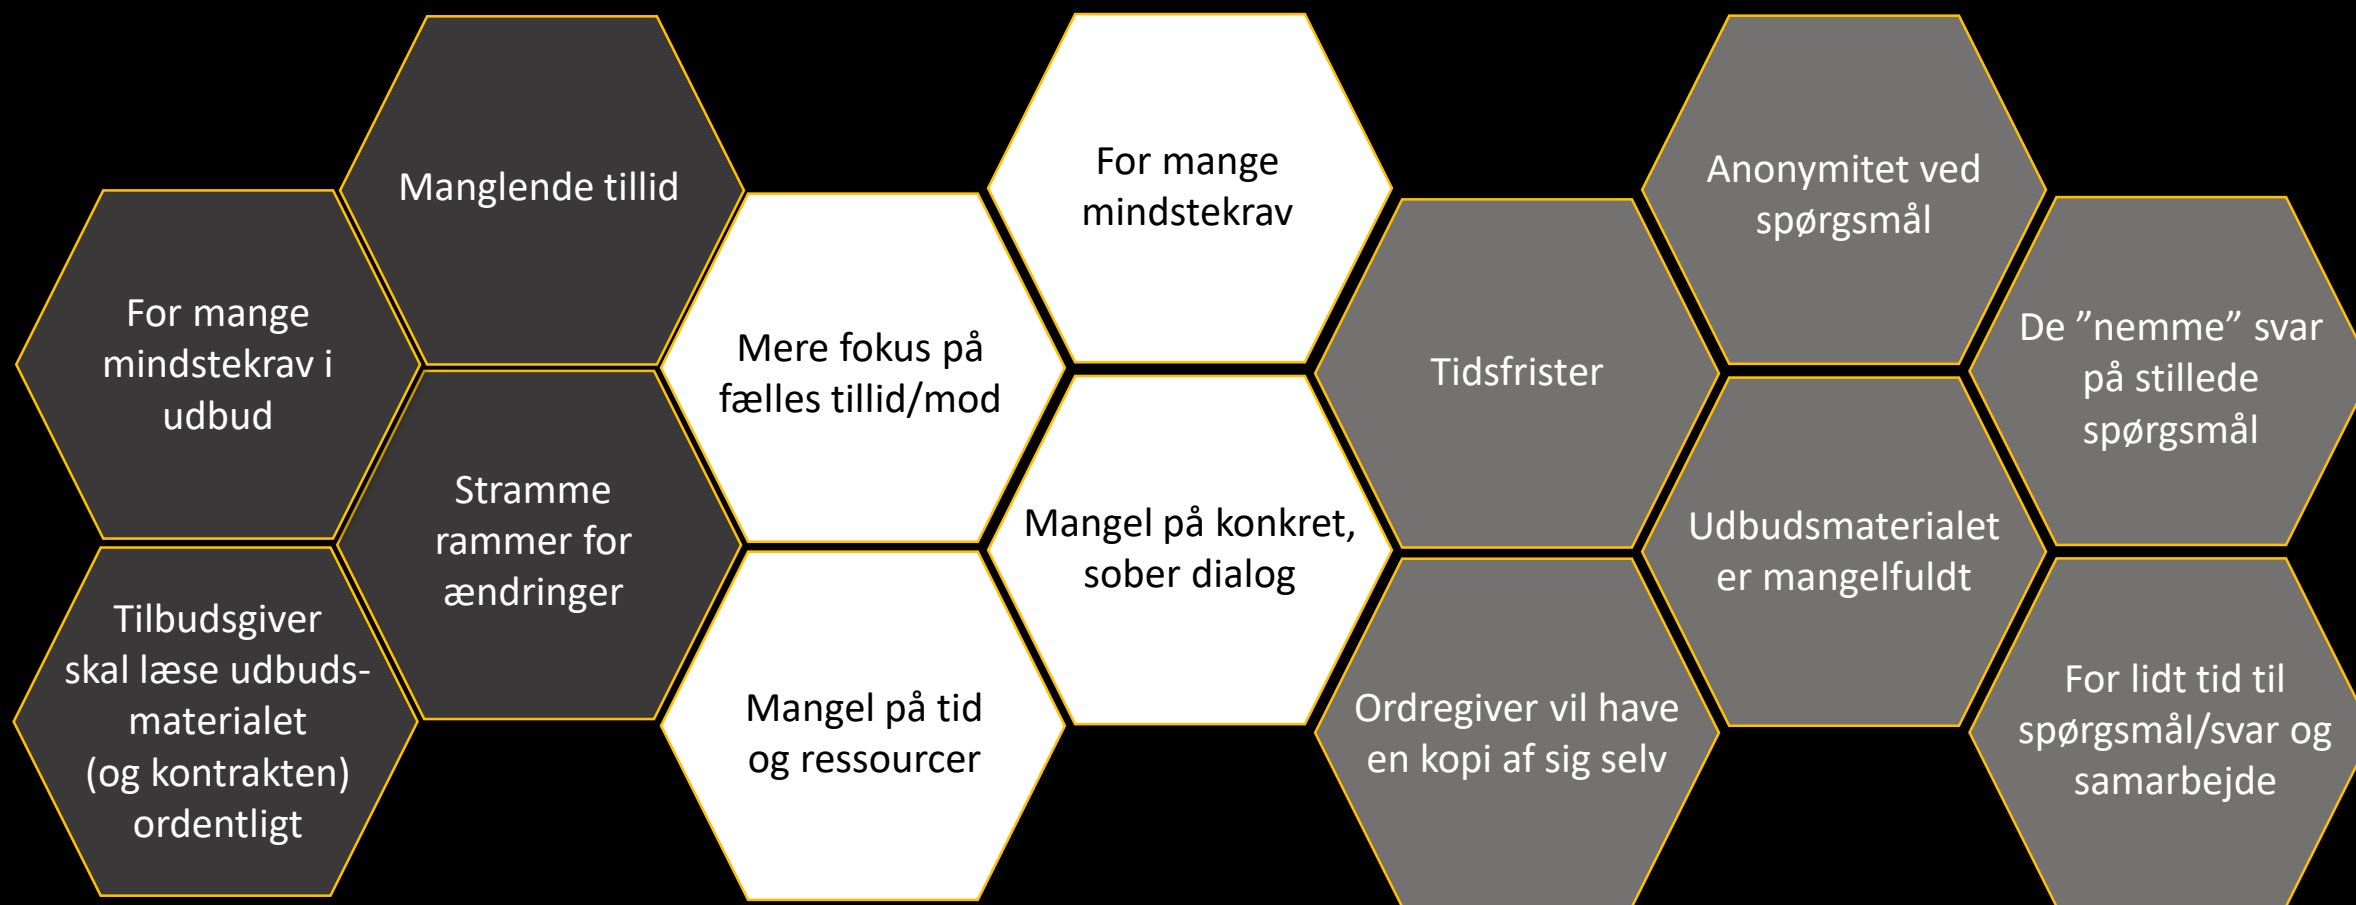 For mange
mindstekrav i
udbud
Tilbudsgiver
skal læse udbuds-
materialet
(og kontrakten)
ordentligt
Manglende tillid
Stramme
rammer for
ændringer
Mere fokus på
fælles tillid/mod
Mangel på tid
og ressourcer
For mange
mindstekrav
Mangel på konkret,
sober dialog
Tidsfrister
Ordregiver vil have
en kopi af sig selv
Anonymitet ved
spørgsmål
Udbudsmaterialet
er mangelfuldt
De ”nemme” svar
på stillede
spørgsmål
For lidt tid til
spørgsmål/svar og
samarbejde